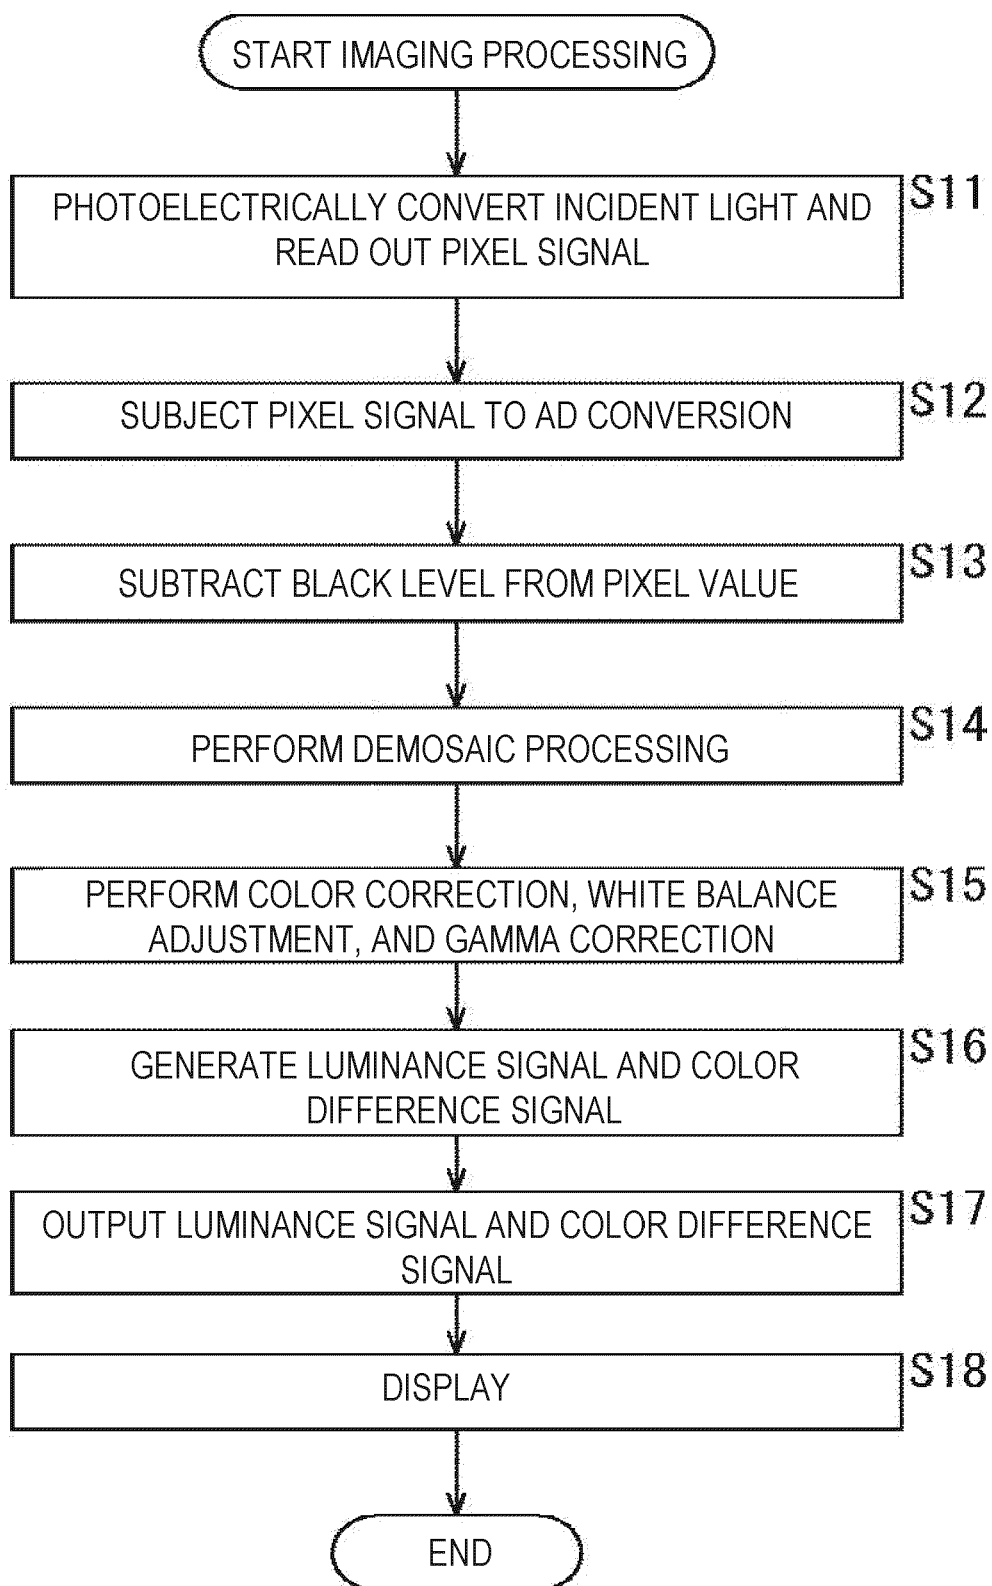 START IMAGING PROCESSING
S11
PHOTOELECTRICALLY CONVERT INCIDENT LIGHT AND
READ OUT PIXEL SIGNAL
S12
SUBJECT PIXEL SIGNAL TO AD CONVERSION
S13
SUBTRACT BLACK LEVEL FROM PIXEL VALUE
S14
PERFORM DEMOSAIC PROCESSING
S15
PERFORM COLOR CORRECTION, WHITE BALANCE
ADJUSTMENT, AND GAMMA CORRECTION
S16
GENERATE LUMINANCE SIGNAL AND COLOR
DIFFERENCE SIGNAL
S17
OUTPUT LUMINANCE SIGNAL AND COLOR DIFFERENCE
SIGNAL
S18
DISPLAY
END